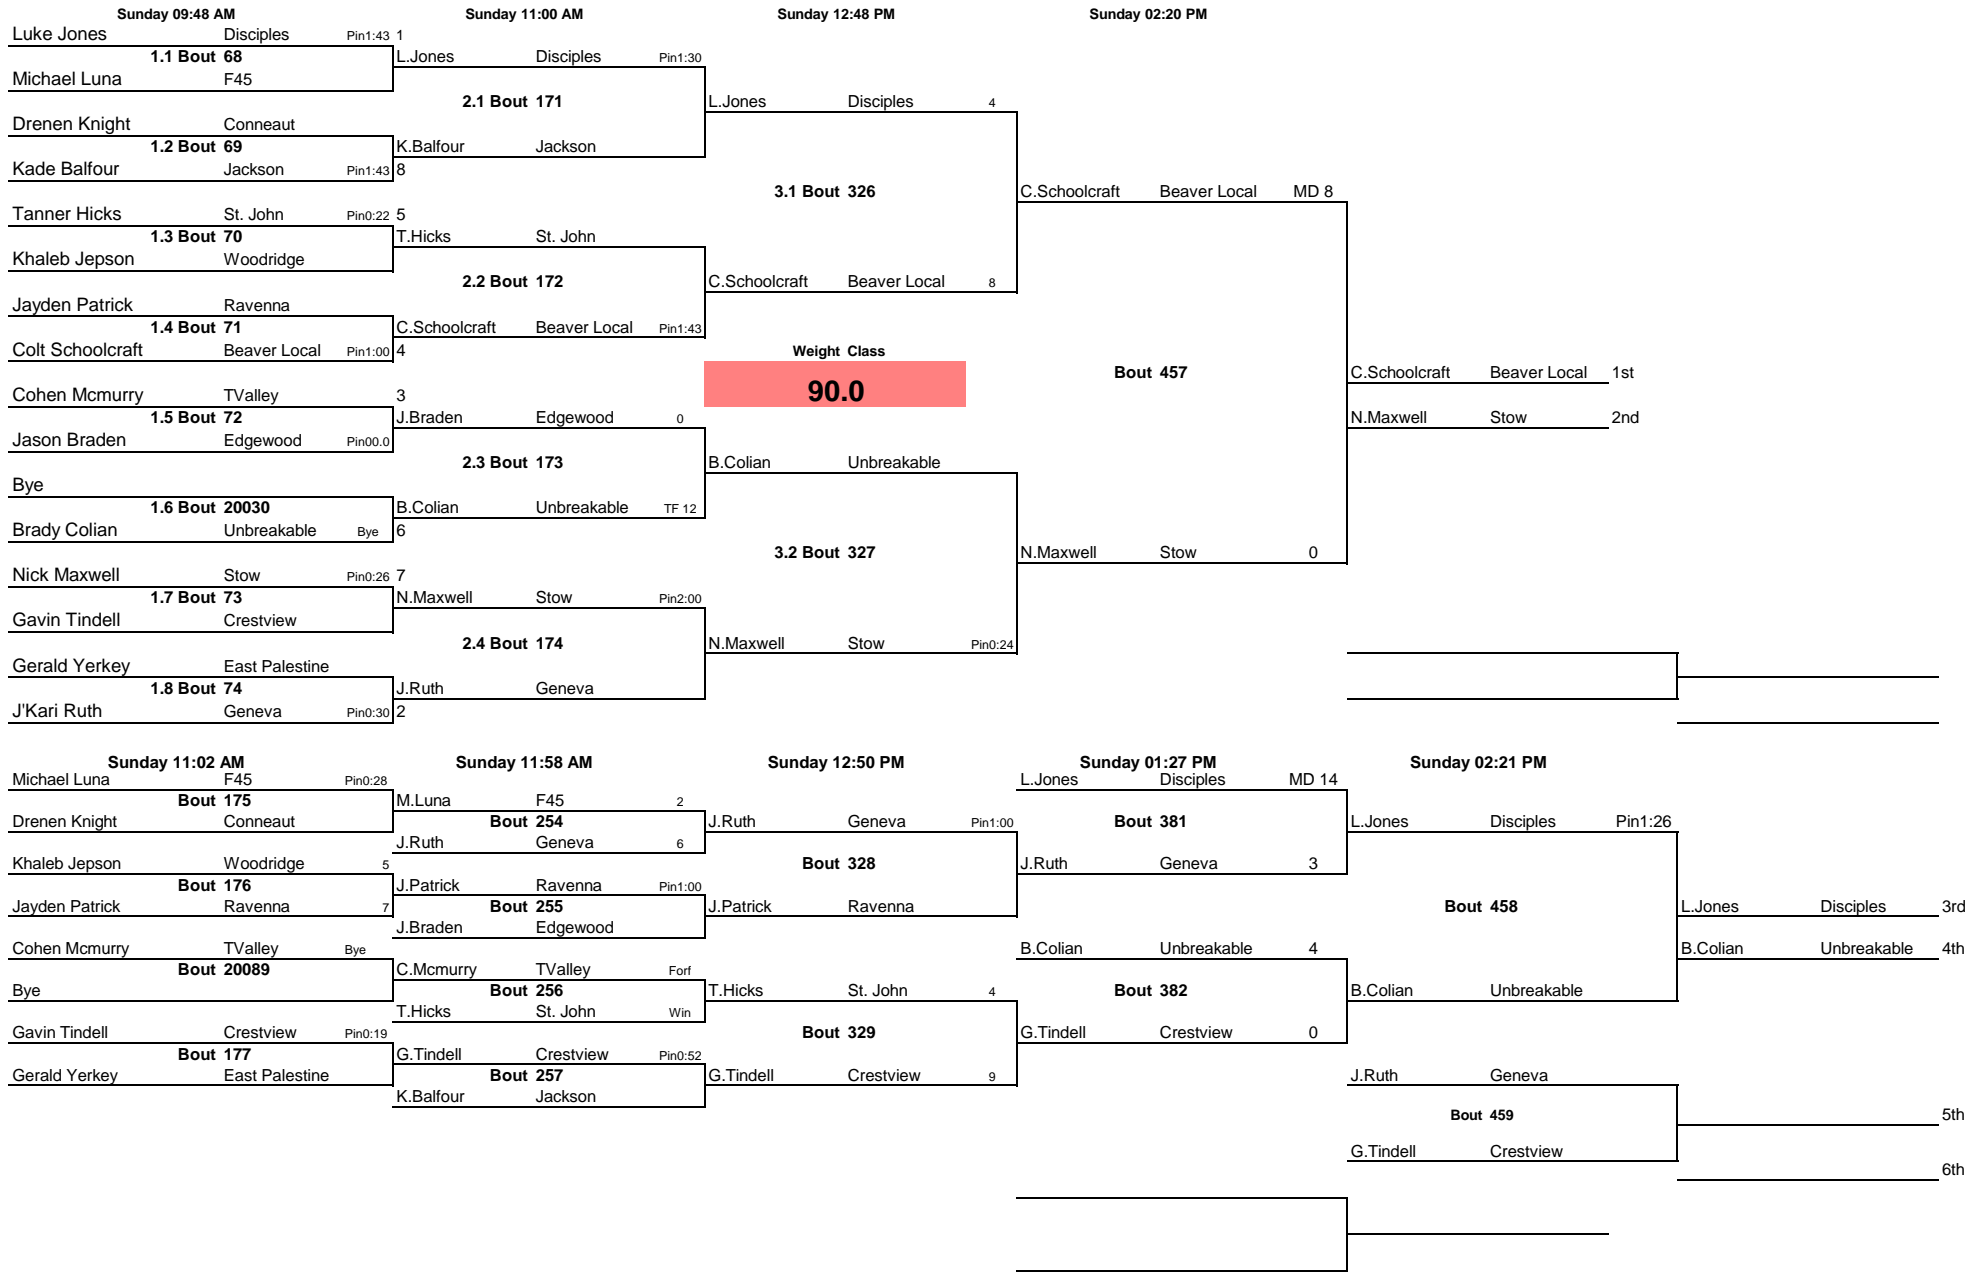 Sunday 09:48 AM Sunday 11:00 AM Sunday 12:48 PM Sunday 02:20 PM
Luke Jones Disciples Pin1:43 1
1.1 Bout 68 L.Jones Disciples Pin1:30
Michael Luna F45
2.1 Bout 171 L.Jones Disciples 4
Drenen Knight Conneaut
1.2 Bout 69 K.Balfour Jackson
Kade Balfour Jackson Pin1:43 8
3.1 Bout 326 C.Schoolcraft Beaver Local MD 8
Tanner Hicks St. John Pin0:22 5
1.3 Bout 70 T.Hicks St. John
Khaleb Jepson Woodridge
2.2 Bout 172 C.Schoolcraft Beaver Local 8
Jayden Patrick Ravenna
1.4 Bout 71 C.Schoolcraft Beaver Local Pin1:43
Colt Schoolcraft Beaver Local Pin1:00 4
Weight Class
Bout 457 C.Schoolcraft Beaver Local 1st
Cohen Mcmurry TValley 3
90.0
1.5 Bout 72 J.Braden Edgewood 0
N.Maxwell Stow 2nd
Jason Braden Edgewood Pin00.0
2.3 Bout 173 B.Colian Unbreakable
Bye
1.6 Bout 20030 B.Colian Unbreakable TF 12
Brady Colian Unbreakable Bye 6
3.2 Bout 327 N.Maxwell Stow 0
Nick Maxwell Stow Pin0:26 7
1.7 Bout 73 N.Maxwell Stow Pin2:00
Gavin Tindell Crestview
2.4 Bout 174 N.Maxwell Stow Pin0:24
Gerald Yerkey East Palestine
1.8 Bout 74 J.Ruth Geneva
J'Kari Ruth Geneva Pin0:30 2
Sunday 11:02 AM Sunday 11:58 AM Sunday 12:50 PM Sunday 01:27 PM Sunday 02:21 PM
Michael Luna F45 Pin0:28 L.Jones Disciples MD 14
Bout 175 M.Luna F45 2
Drenen Knight Conneaut Bout 254 J.Ruth Geneva Pin1:00 Bout 381 L.Jones Disciples Pin1:26
J.Ruth Geneva 6
Khaleb Jepson Woodridge 5 Bout 328 J.Ruth Geneva 3
Bout 176 J.Patrick Ravenna Pin1:00
Jayden Patrick Ravenna 7 Bout 255 J.Patrick Ravenna Bout 458 L.Jones Disciples 3rd
J.Braden Edgewood
Cohen Mcmurry TValley Bye B.Colian Unbreakable 4 B.Colian Unbreakable 4th
Bout 20089 C.Mcmurry TValley Forf
Bye Bout 256 T.Hicks St. John 4 Bout 382 B.Colian Unbreakable
T.Hicks St. John Win
Gavin Tindell Crestview Pin0:19 Bout 329 G.Tindell Crestview 0
Bout 177 G.Tindell Crestview Pin0:52
Gerald Yerkey East Palestine Bout 257 G.Tindell Crestview 9 J.Ruth Geneva
K.Balfour Jackson
Bout 459 5th
G.Tindell Crestview
6th